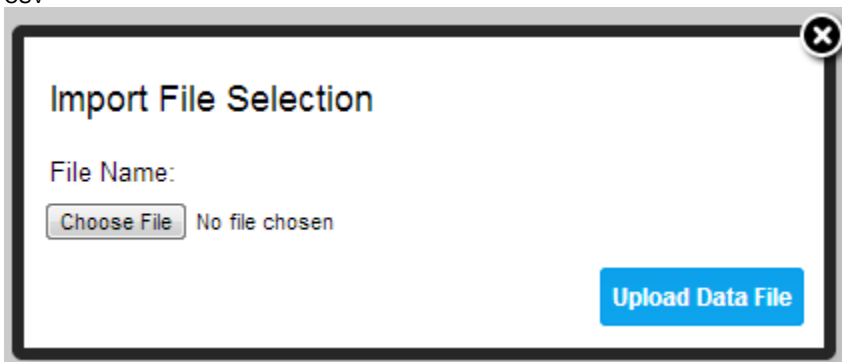 Import File Selection
File Name:
Choose File No file chosen
Upload Data File